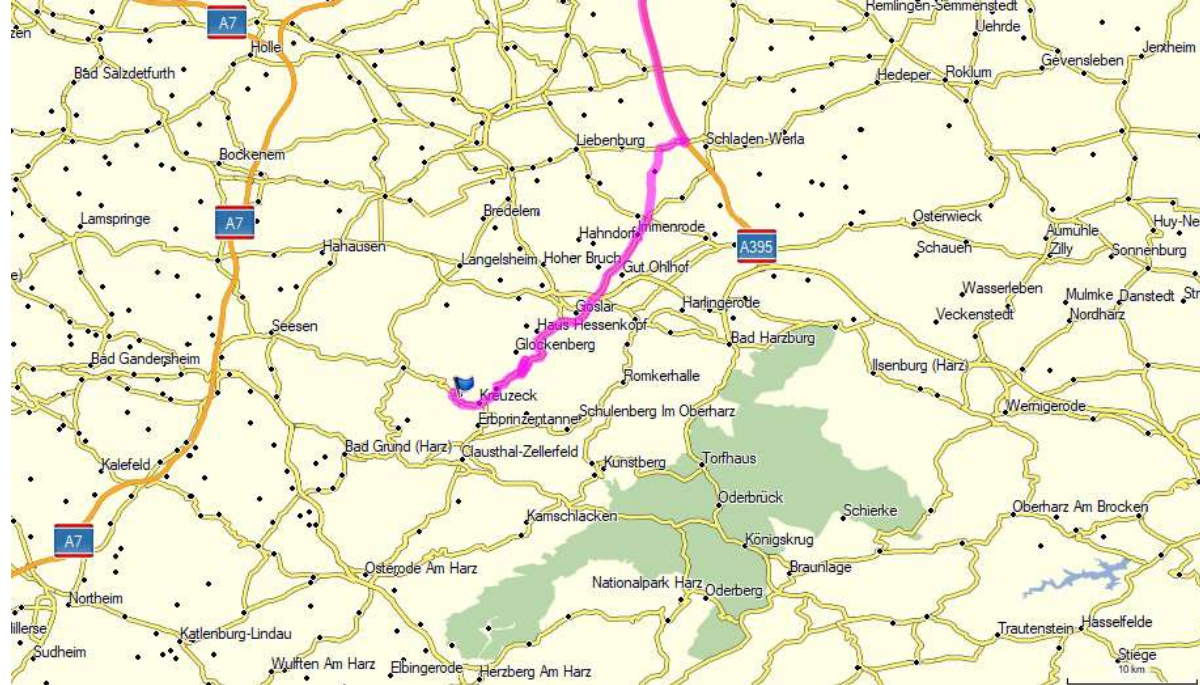 Remlingen-Semmenstedt
A7
Uehrde
zen
Holle
Jerxheim
Gevensleben
Bad Salzdetfurth
Hedeper
Roklum
Liebenburg
Schladen-Werla
Bockenem
Bredelem
Osterwieck
Lamspringe
A7
Immenrode
Huy-Ne
Hahndorf
Aumühle
A395
Hahausen
Schauen
Zilly
Sonnenburg
Langelsheim
Hoher Bruch
Gut Ohlhof
e)
Wasserleben
Mulmke
Danstedt
Str
Goslar
Harlingerode
Veckenstedt
Nordharz
Seesen
Haus Hessenkopf
Bad Harzburg
Glockenberg
Bad Gandersheim
Ilsenburg (Harz)
Romkerhalle
Kreuzeck
Wernigerode
Erbprinzentanne
Schulenberg Im Oberharz
Bad Grund (Harz)
Clausthal-Zellerfeld
Torfhaus
Kalefeld
Kunstberg
Oderbrück
Schierke
Oberharz Am Brocken
Kamschlacken
A7
Königskrug
Braunlage
Osterode Am Harz
Nationalpark Harz
Oderberg
Northeim
Hasselfelde
illerse
Trautenstein
Katlenburg-Lindau
Sudheim
Stiege
Wulften Am Harz
Elbingerode
Herzberg Am Harz
10 km